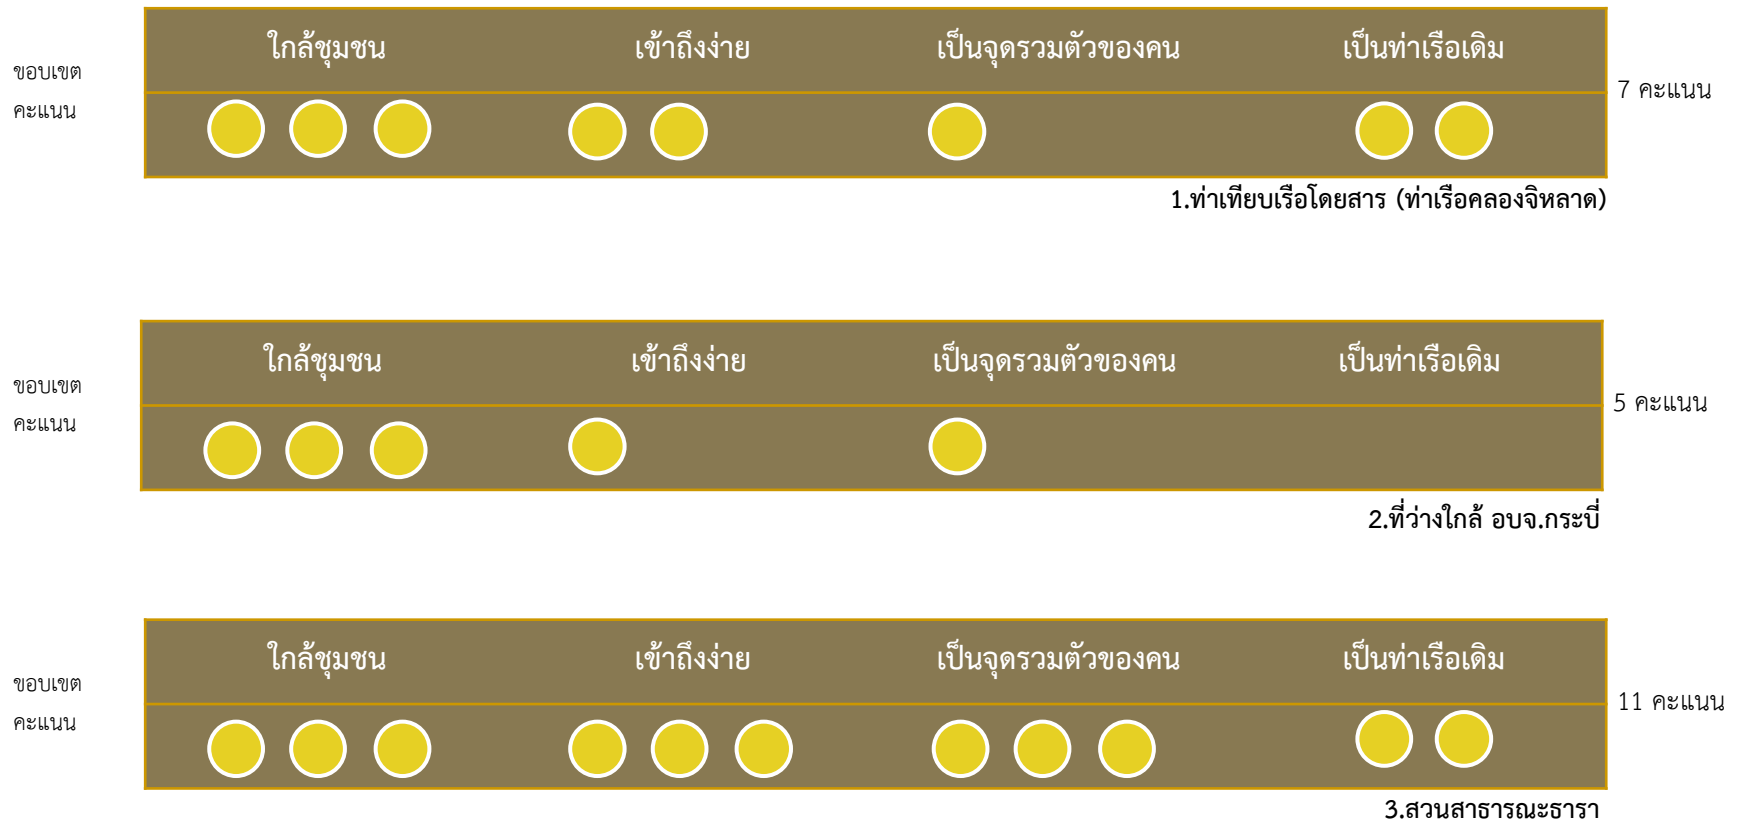 ใกล้ชุมชน เข้าถึงง่าย เป็นจุดรวมตัวของคน เป็นท่าเรือเดิม
ขอบเขต
คะแนน
7 คะแนน
1.ท่าเทียบเรือโดยสาร (ท่าเรือคลองจิหลาด)
ใกล้ชุมชน เข้าถึงง่าย เป็นจุดรวมตัวของคน เป็นท่าเรือเดิม
ขอบเขต
คะแนน
5 คะแนน
2.ที่ว่างใกล้ อบจ.กระบี่
ใกล้ชุมชน เข้าถึงง่าย เป็นจุดรวมตัวของคน เป็นท่าเรือเดิม
ขอบเขต
คะแนน
11 คะแนน
3.สวนสาธารณะธารา